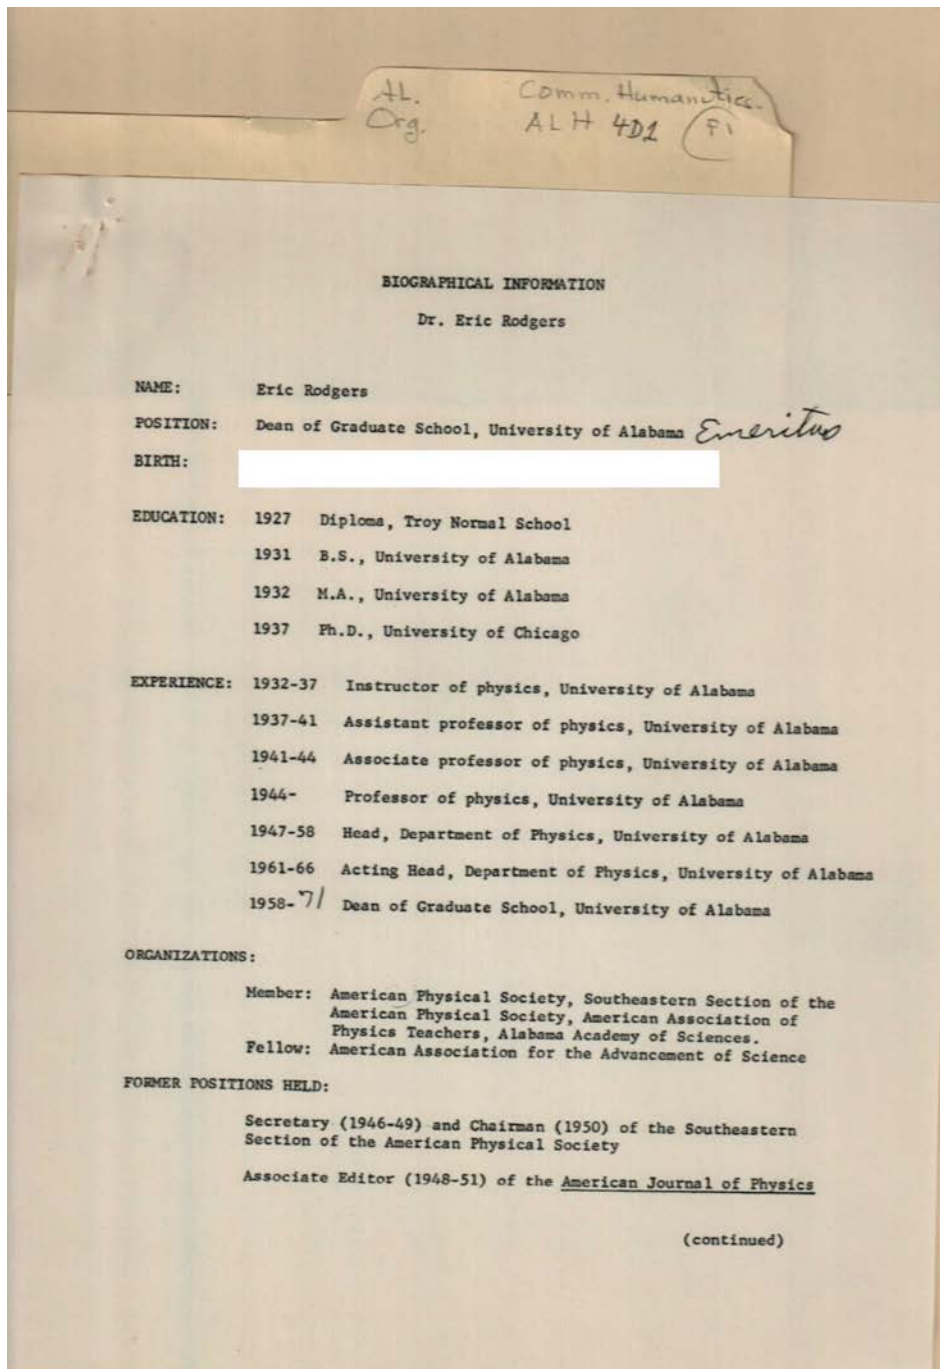 AL. Comm. Humanities.
Org. ALH 4D1 F1
BIOGRAPHICAL INFORMATION
Dr. Eric Rodgers
NAME: Eric Rodgers
POSITION: Dean of Graduate School, University of Alabama Emeritus
BIRTH:
EDUCATION: 1927 Diploma, Troy Normal School
1931 B.S., University of Alabama
1932 M.A., University of Alabama
1937 Ph.D., University of Chicago
EXPERIENCE: 1932-37 Instructor of physics, University of Alabama
1937-41 Assistant professor of physics, University of Alabama
1941-44 Associate professor of physics, University of Alabama
1944- Professor of physics, University of Alabama
1947-58 Head, Department of Physics, University of Alabama
1961-66 Acting Head, Department of Physics, University of Alabama
1958-71 Dean of Graduate School, University of Alabama
ORGANIZATIONS:
Member: American Physical Society, Southeastern Section of the
American Physical Society, American Association of
Physics Teachers, Alabama Academy of Sciences.
Fellow: American Association for the Advancement of Science
FORMER POSITIONS HELD:
Secretary (1946-49) and Chairman (1950) of the Southeastern
Section of the American Physical Society
Associate Editor (1948-51) of the American Journal of Physics
(continued)